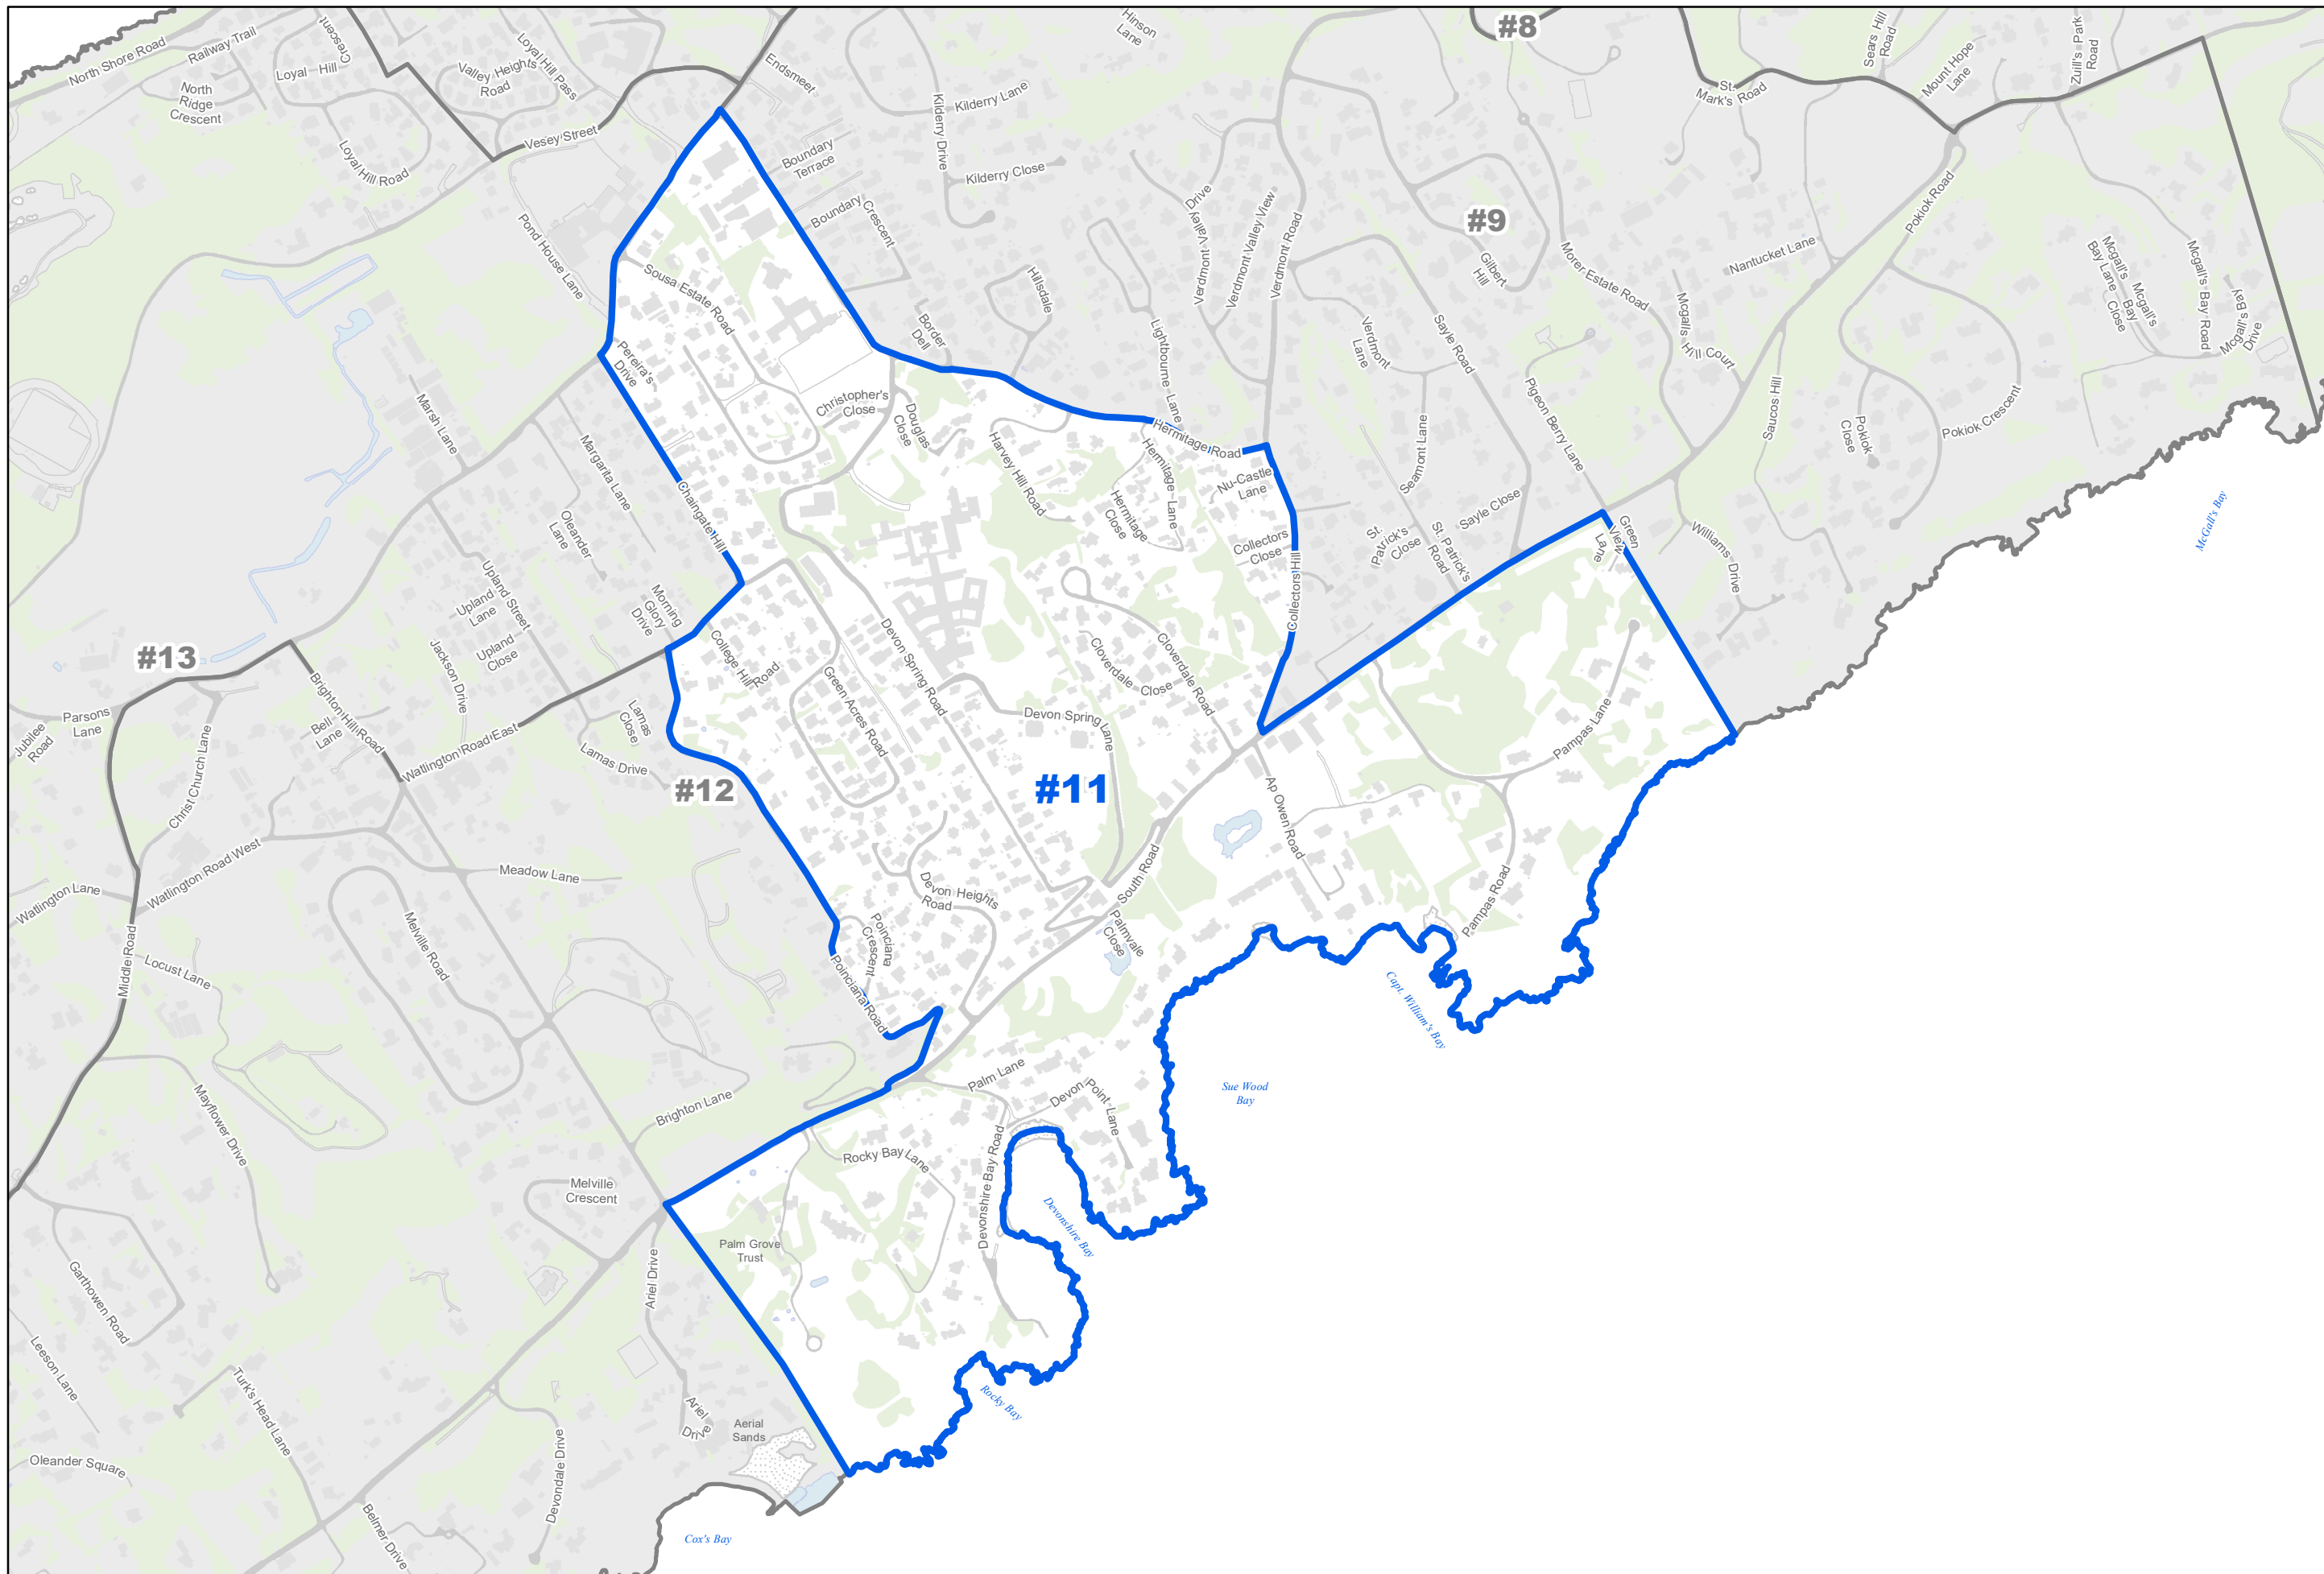 #8
Hinson
Lane
North Shore Road
Railway Trail
Crescent
Loyal Hill
North
Ridge
Crescent
Loyal Hill Road
Valley Heights
Road
Loyal Hill Pass
Vesey Street
Endsmeet
Kilderry Lane
Kilderry Drive
Kilderry Close
Boundary
Terrace
Boundary
Crescent
Sears Hill
Road
Mount Hope
Lane
Zuill's Park
Road
St.
Mark's Road
Pond House Lane
Sousa Estate Road
Hillsdale
Border
Dell
Drive
Verdmont Valley
Verdmont Valley View
Verdmont Road
#9
Gilbert
Hill
Morer Estate Road
Nantucket Lane
Pokiok Road
Mcgall's
Bay Lane
Mcgall's
Bay
Close
Mcgall's Bay Road
Mcgall's Bay
Drive
Mcgalls
Hill Court
Pereira's
Drive
Christopher's
Close
Douglas
Close
Lightbourne Lane
Hermitage Road
Verdmont
Lane
Sayle Road
Pigeon Berry Lane
Saucos Hill
Pokiok
Close
Pokiok Crescent
Marsh Lane
Margarita Lane
Oleander
Lane
Chaingate Hill
Harvey Hill Road
Hermitage Lane
Hermitage
Close
Nu-Castle
Lane
Collectors
Close
Collectors Hill
Seamont Lane
Sayle Close
St.
Patrick's
Close
St. Patrick's
Road
Green
View
Lane
Williams Drive
McGall's Bay
Upland Street
Upland
Lane
Upland
Close
Morning
Glory
Drive
Jackson Drive
#13
Parsons
Lane
Jubilee
Road
Christ Church Lane
Brighton Hill Road
Bell
Lane
Watlington Road East
Lamas
Close
Lamas Drive
#12
College Hill
Road
Green Acres Road
Devon Spring Road
Devon Spring Lane
Cloverdale Close
Cloverdale Road
#11
Ap Owen Road
Pampas Lane
Pampas Road
South Road
Palmvale
Close
Devon Heights
Road
Poinciana
Crescent
Poinciana Road
Watlington Lane
Watlington Road West
Meadow Lane
Melville Road
Middle Road
Locust Lane
Mayflower Drive
Brighton Lane
Capt. William's Bay
Sue Wood
Bay
Palm Lane
Devon
Point Lane
Rocky Bay Lane
Devonshire Bay Road
Devonshire Bay
Melville
Crescent
Palm Grove
Trust
Ariel Drive
Garthowen Road
Leeson Lane
Turk's Head Lane
Ariel
Drive
Aerial
Sands
Rocky Bay
Oleander Square
Devondale Drive
Belmer Drive
Cox's Bay